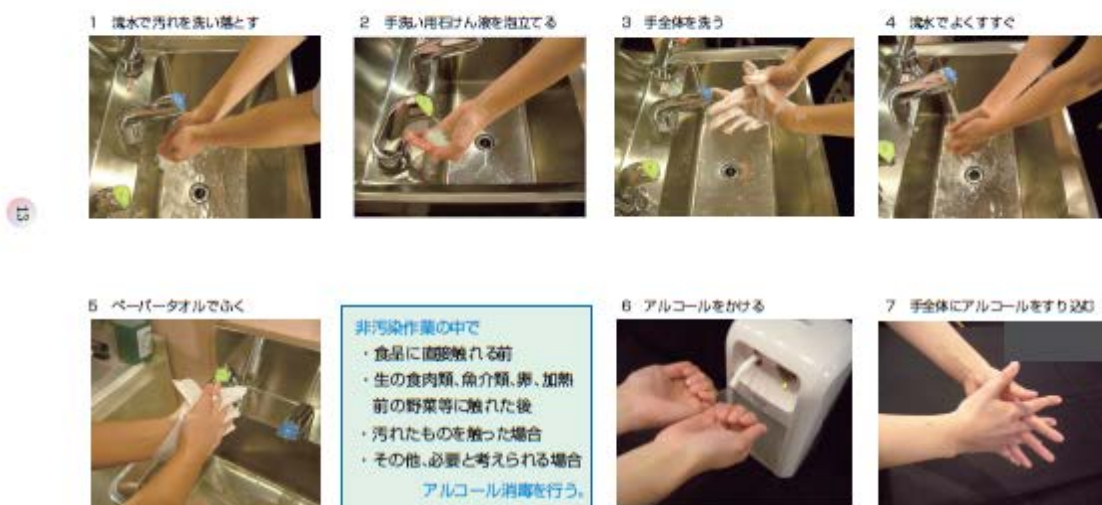 1 流水で汚れを洗い落とす
2 手洗い用石けん液を泡立てる
3 手全体を洗う
4 流水でよくすすぐ
13
5 ペーパータオルでふく
非汚染作業の中で
・食品に直接触れる前
・生の食肉類、魚介類、卵、加熱
前の野菜等に触れた後
・汚れたものを触った場合
・その他、必要と考えられる場合
アルコール消毒を行う。
6 アルコールをかける
7 手全体にアルコールをすり込む